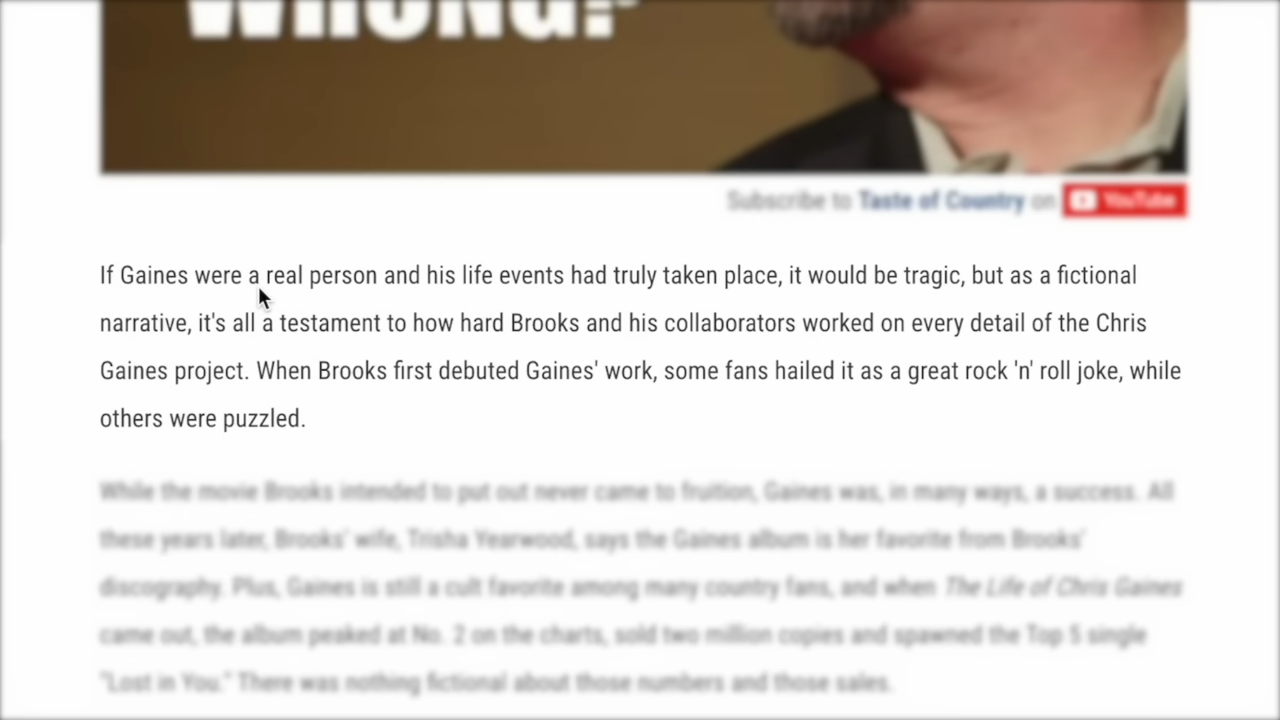 WRONG?
Subscribe to Taste of Country on YouTube
If Gaines were a real person and his life events had truly taken place, it would be tragic, but as a fictional
narrative, it's all a testament to how hard Brooks and his collaborators worked on every detail of the Chris
Gaines project. When Brooks first debuted Gaines' work, some fans hailed it as a great rock 'n' roll joke, while
others were puzzled.
While the movie Brooks intended to put out never came to fruition, Gaines was, in many ways, a success. All
these years later, Brooks' wife, Trisha Yearwood, says the Gaines album is her favorite from Brooks'
discography. Plus, Gaines is still a cult favorite among many country fans, and when The Life of Chris Gaines
came out, the album peaked at No. 2 on the charts, sold two million copies and spawned the Top 5 single
"Lost in You." There was nothing fictional about those numbers and those sales.